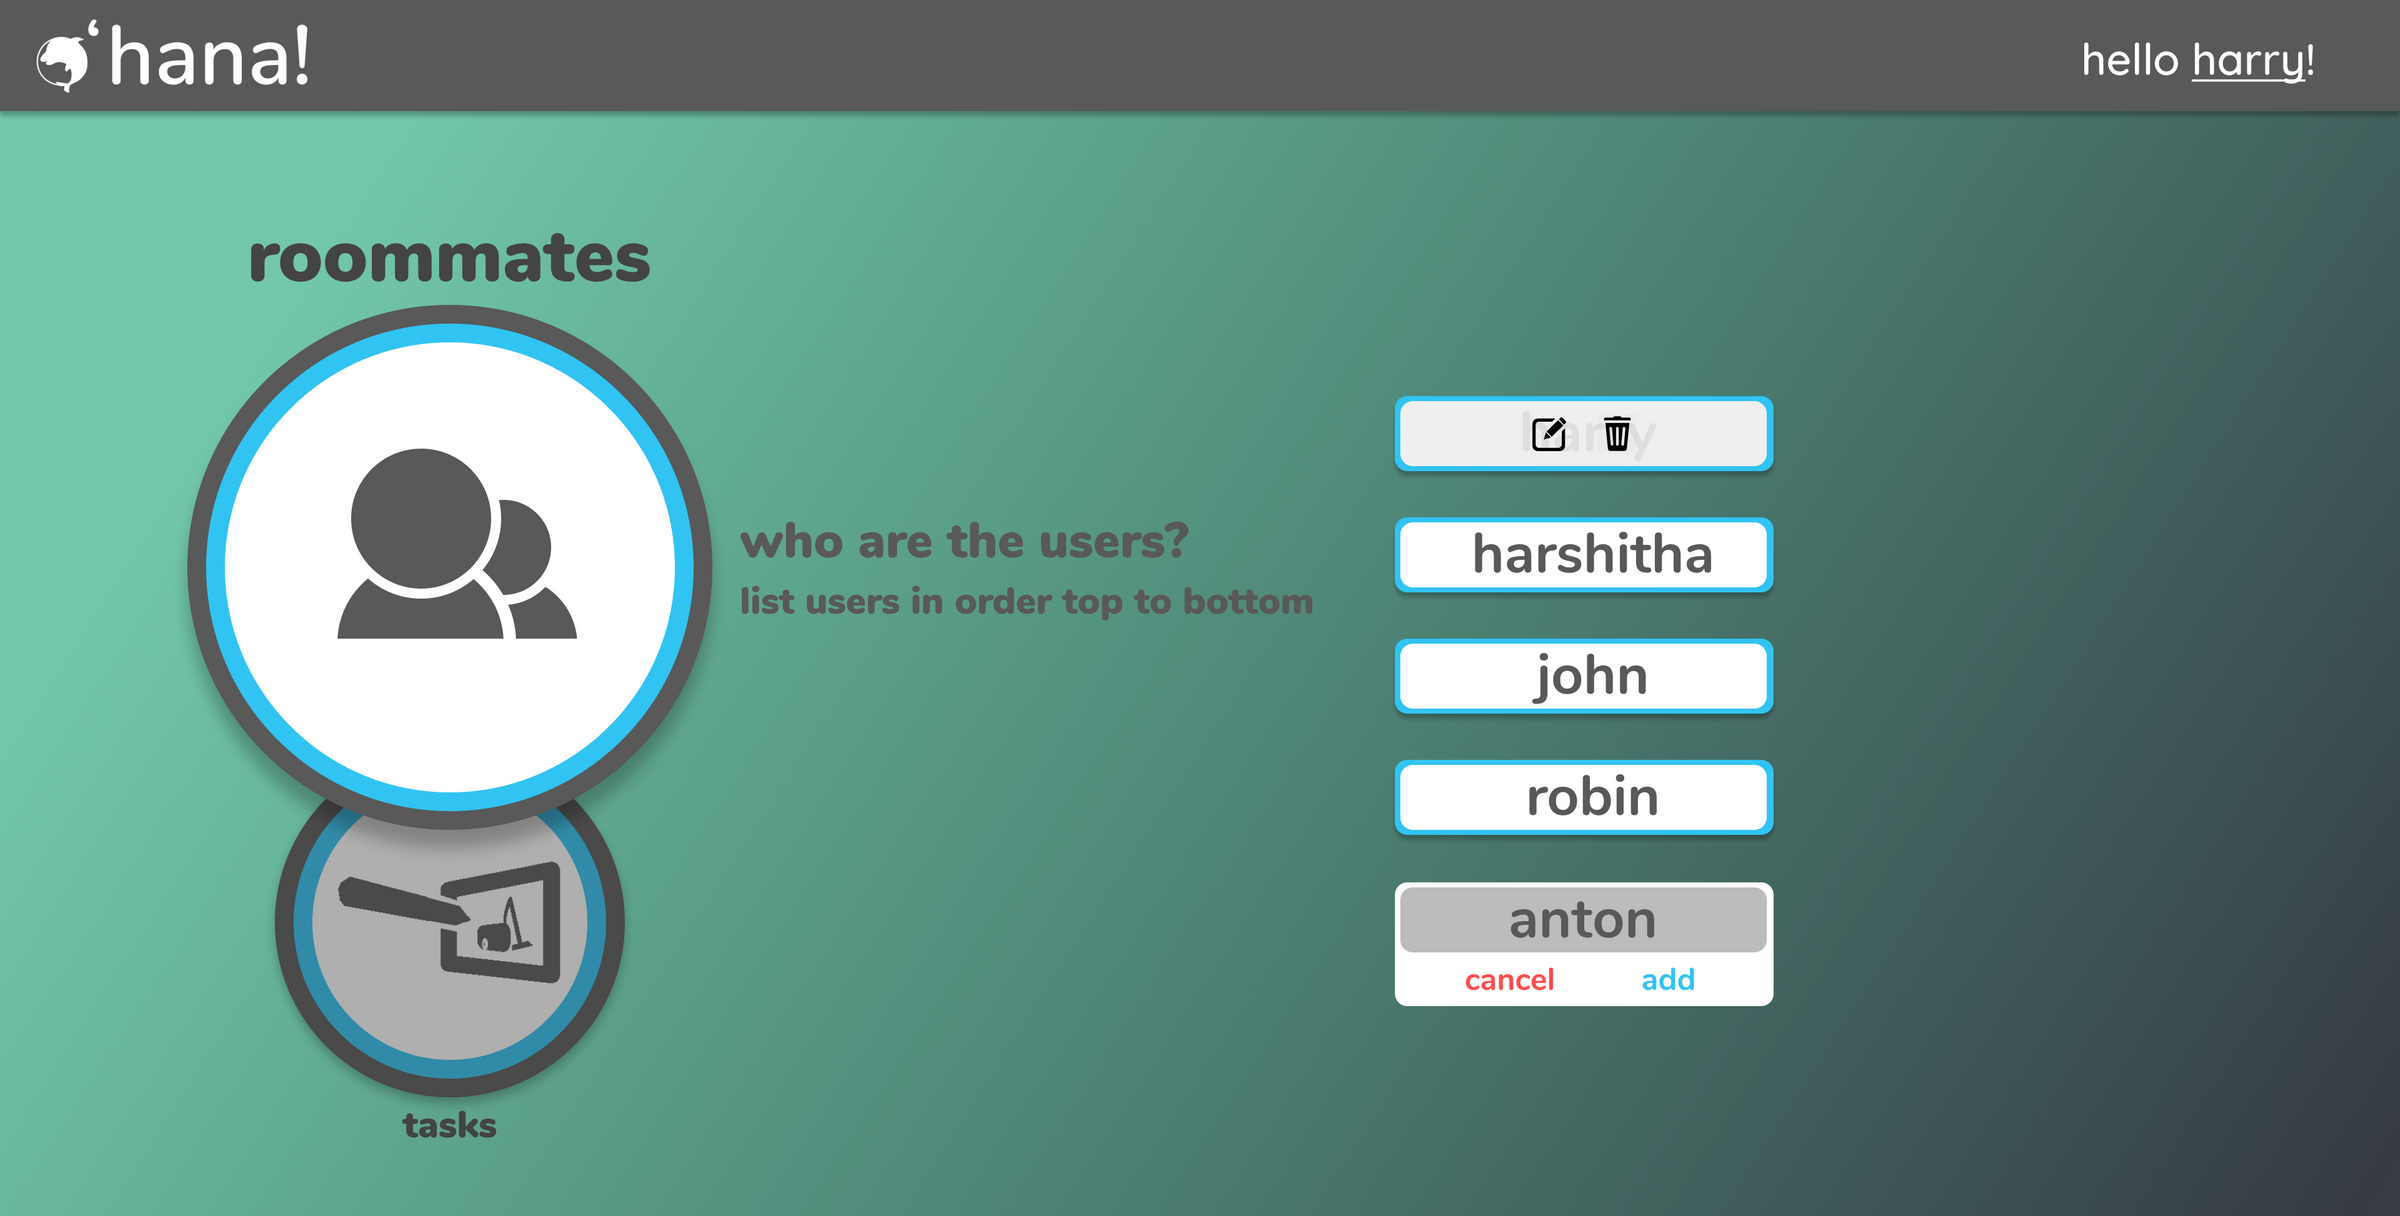 o'hana!
hello harry!
roommates
harry
who are the users?
list users in order top to bottom
harshitha
john
robin
anton
cancel add
tasks